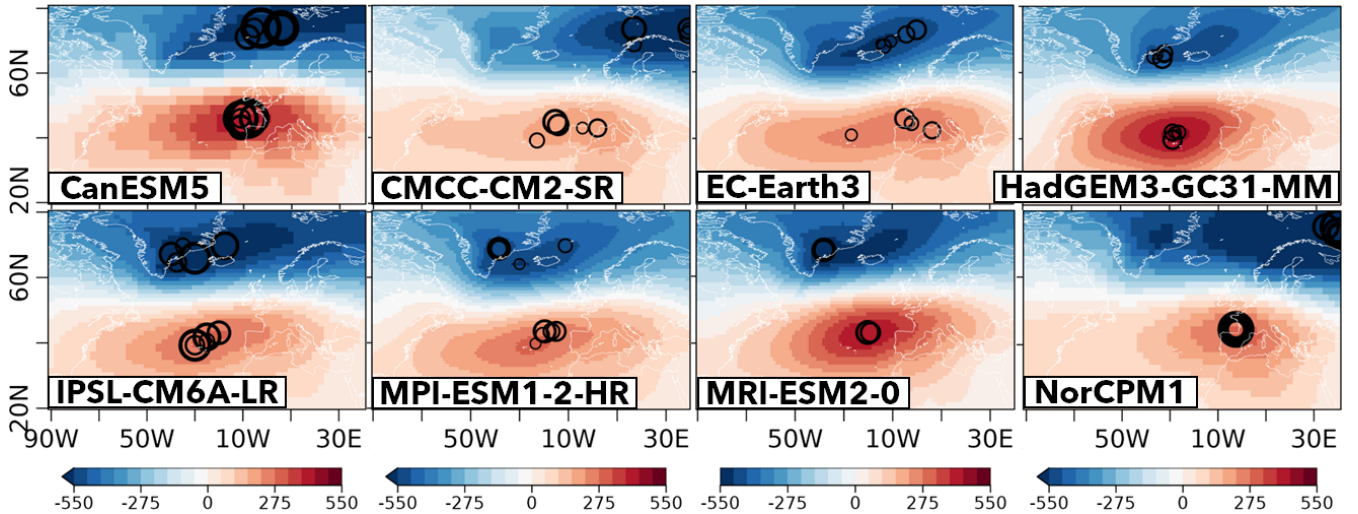 60N
20N
CanESM5
CMCC-CM2-SR
EC-Earth3
HadGEM3-GC31-MM
60N
20N
IPSL-CM6A-LR
MPI-ESM1-2-HR
MRI-ESM2-0
NorCPM1
90W 50W 10W 30E
50W 10W 30E
50W 10W 30E
50W 10W 30E
-550 -275 0 275 550
-550 -275 0 275 550
-550 -275 0 275 550
-550 -275 0 275 550